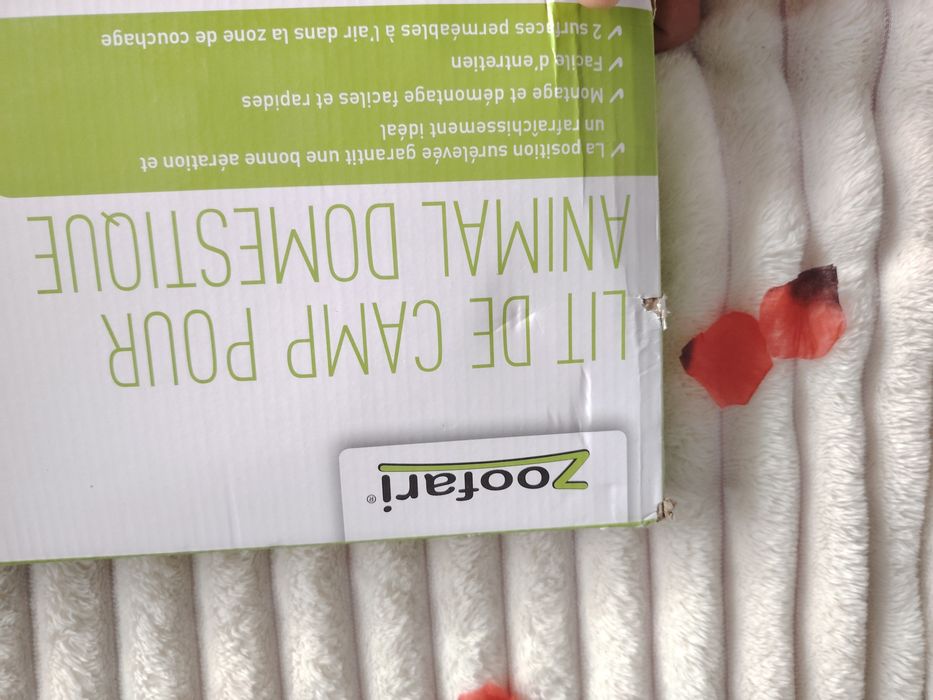 Zoofari®
LIT DE CAMP POUR
ANIMAL DOMESTIQUE
✓ La position surélevée garantit une bonne aération et
un rafraîchissement idéal
✓ Montage et démontage faciles et rapides
✓ Facile d'entretien
✓ 2 surfaces perméables à l'air dans la zone de couchage